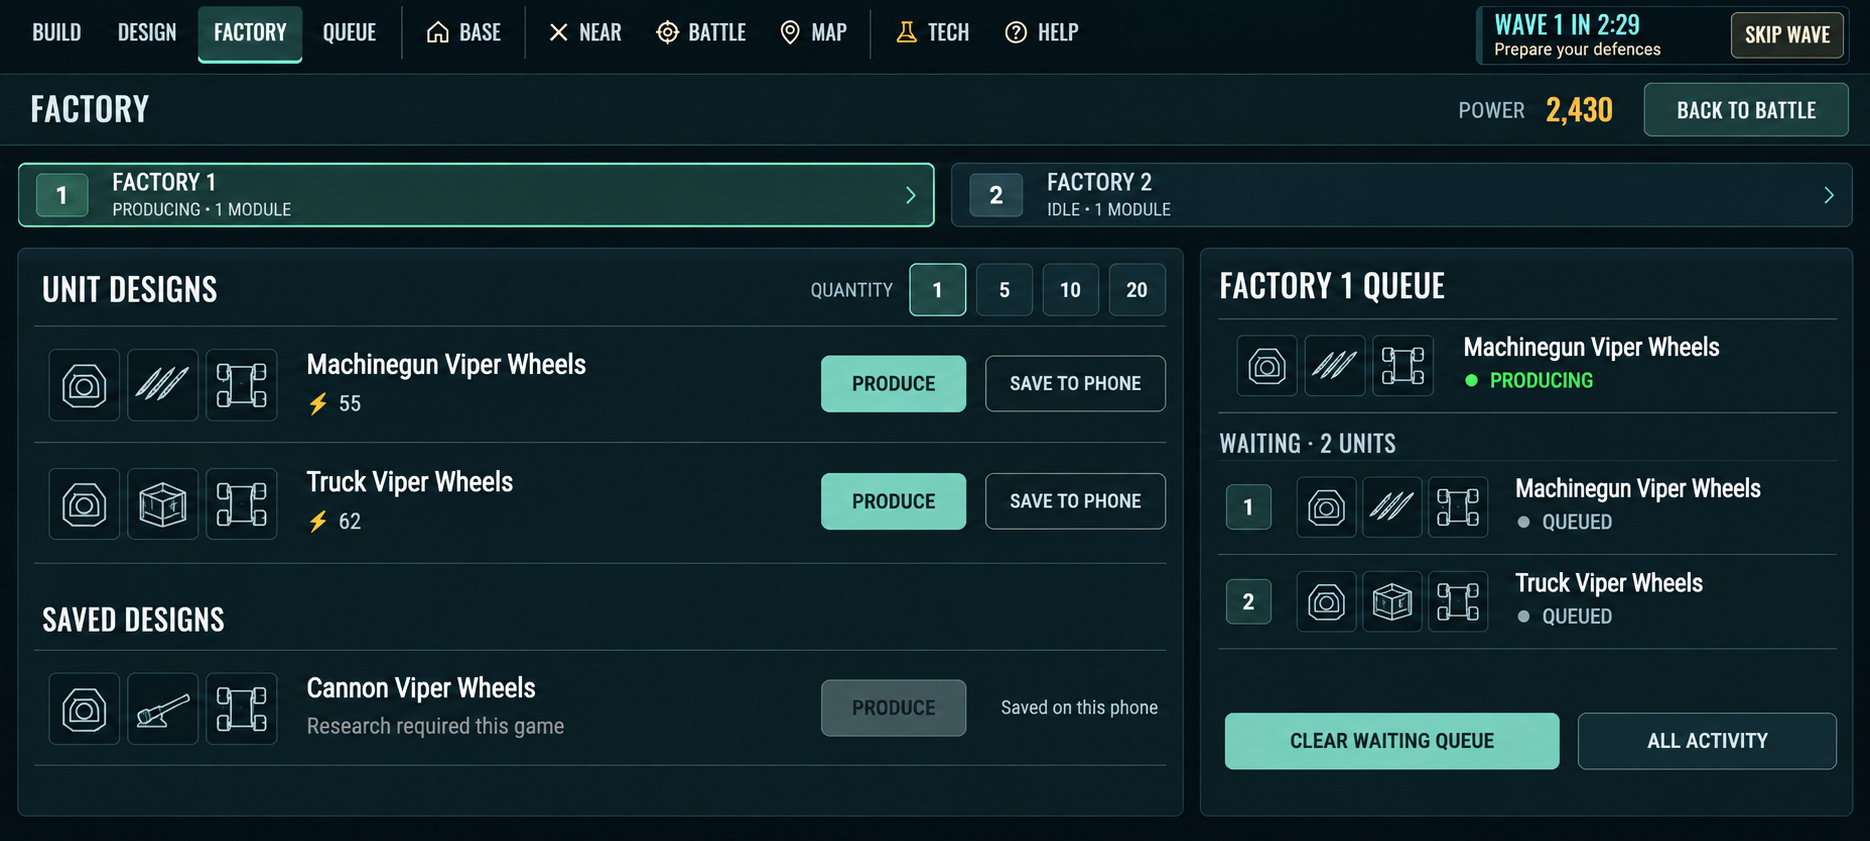 BUILD DESIGN FACTORY QUEUE BASE NEAR BATTLE MAP TECH HELP
WAVE 1 IN 2:29
Prepare your defences
SKIP WAVE
FACTORY
POWER 2,430
BACK TO BATTLE
1
FACTORY 1
PRODUCING • 1 MODULE
2
FACTORY 2
IDLE • 1 MODULE
UNIT DESIGNS
QUANTITY 1 5 10 20
Machinegun Viper Wheels
55
PRODUCE
SAVE TO PHONE
Truck Viper Wheels
62
PRODUCE
SAVE TO PHONE
SAVED DESIGNS
Cannon Viper Wheels
Research required this game
PRODUCE
Saved on this phone
FACTORY 1 QUEUE
Machinegun Viper Wheels
PRODUCING
WAITING · 2 UNITS
1
Machinegun Viper Wheels
QUEUED
2
Truck Viper Wheels
QUEUED
CLEAR WAITING QUEUE
ALL ACTIVITY